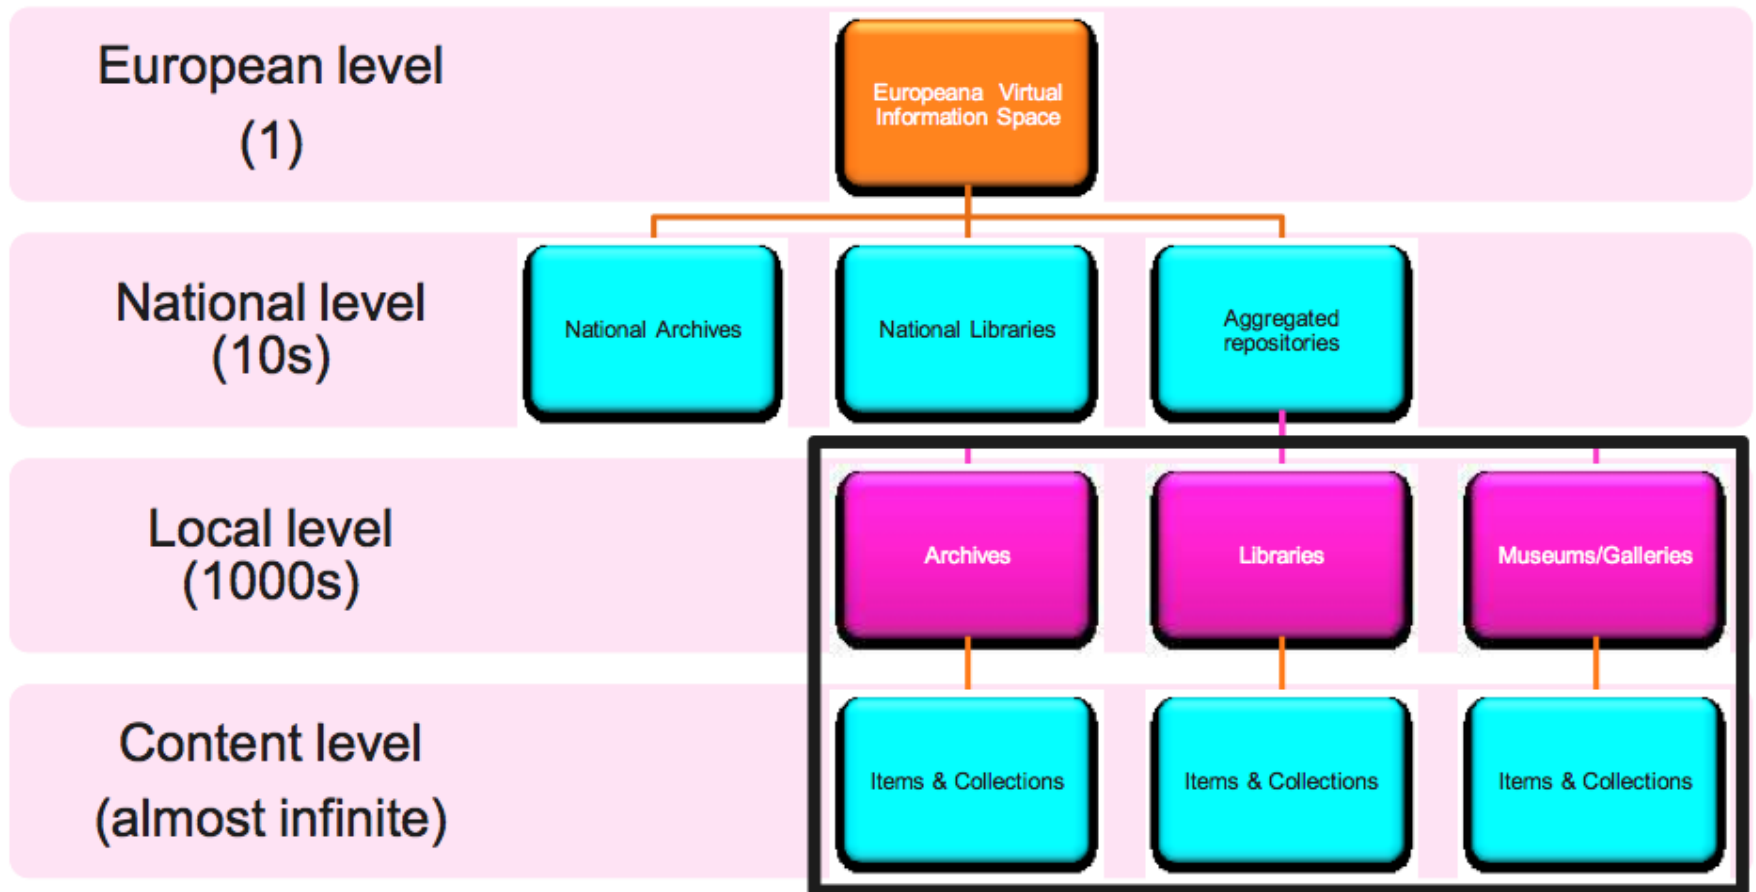 European level
(1)
Europeana Virtual
Information Space
National level
(10s)
National Archives
National Libraries
Aggregated
repositories
Local level
(1000s)
Archives
Libraries
Museums/Galleries
Content level
(almost infinite)
Items & Collections
Items & Collections
Items & Collections